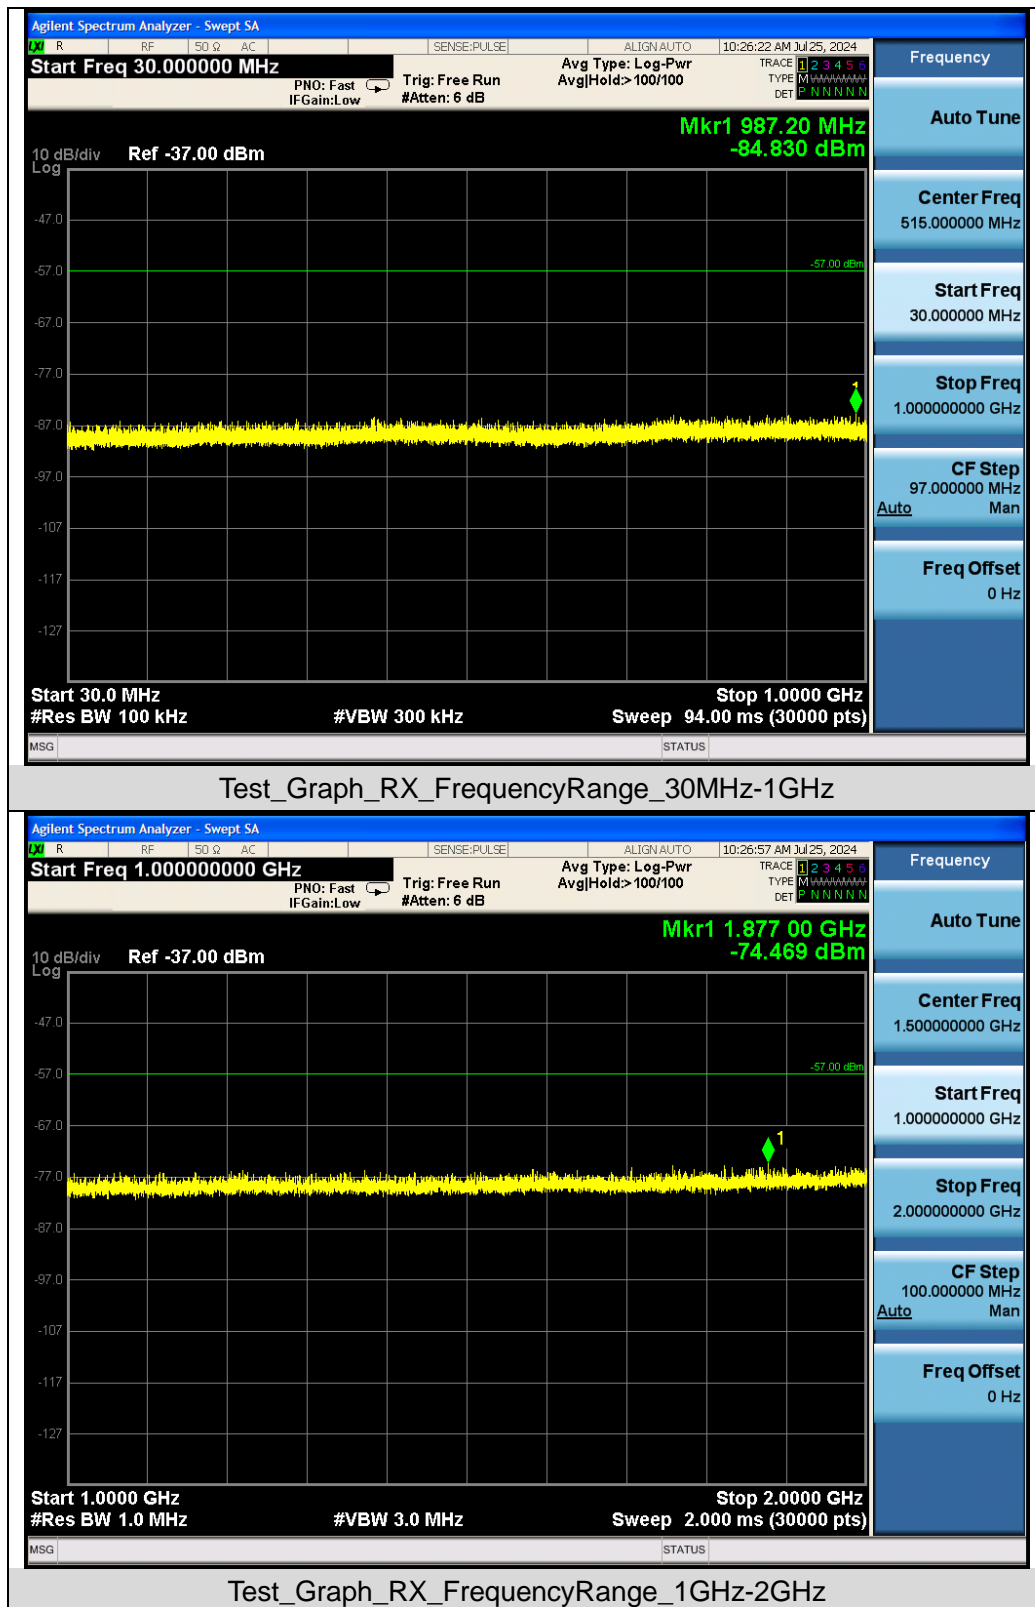 Agilent Spectrum Analyzer - Swept SA
LXI R RF 50 Ω AC SENSE:PULSE ALIGN AUTO 10:26:22 AM Jul 25, 2024
Start Freq 30.000000 MHz
PNO: Fast
IFGain:Low
Trig: Free Run
#Atten: 6 dB
Avg Type: Log-Pwr
Avg|Hold:>100/100
TRACE 1 2 3 4 5 6
TYPE M WWWWW
DET P N N N N N
Mkr1 987.20 MHz
-84.830 dBm
10 dB/div Ref -37.00 dBm
Log
-47.0
-57.0
-57.00 dBm
-67.0
-77.0
1
-87.0
-97.0
-107
-117
-127
Start 30.0 MHz Stop 1.0000 GHz
#Res BW 100 kHz #VBW 300 kHz Sweep 94.00 ms (30000 pts)
MSG STATUS
Frequency
Auto Tune
Center Freq
515.000000 MHz
Start Freq
30.000000 MHz
Stop Freq
1.000000000 GHz
CF Step
97.000000 MHz
Auto Man
Freq Offset
0 Hz
Test_Graph_RX_FrequencyRange_30MHz-1GHz
Agilent Spectrum Analyzer - Swept SA
LXI R RF 50 Ω AC SENSE:PULSE ALIGN AUTO 10:26:57 AM Jul 25, 2024
Start Freq 1.000000000 GHz
PNO: Fast
IFGain:Low
Trig: Free Run
#Atten: 6 dB
Avg Type: Log-Pwr
Avg|Hold:>100/100
TRACE 1 2 3 4 5 6
TYPE M WWWWW
DET P N N N N N
Mkr1 1.877 00 GHz
-74.469 dBm
10 dB/div Ref -37.00 dBm
Log
-47.0
-57.0
-57.00 dBm
-67.0
1
-77.0
-87.0
-97.0
-107
-117
-127
Start 1.0000 GHz Stop 2.0000 GHz
#Res BW 1.0 MHz #VBW 3.0 MHz Sweep 2.000 ms (30000 pts)
MSG STATUS
Frequency
Auto Tune
Center Freq
1.500000000 GHz
Start Freq
1.000000000 GHz
Stop Freq
2.000000000 GHz
CF Step
100.000000 MHz
Auto Man
Freq Offset
0 Hz
Test_Graph_RX_FrequencyRange_1GHz-2GHz